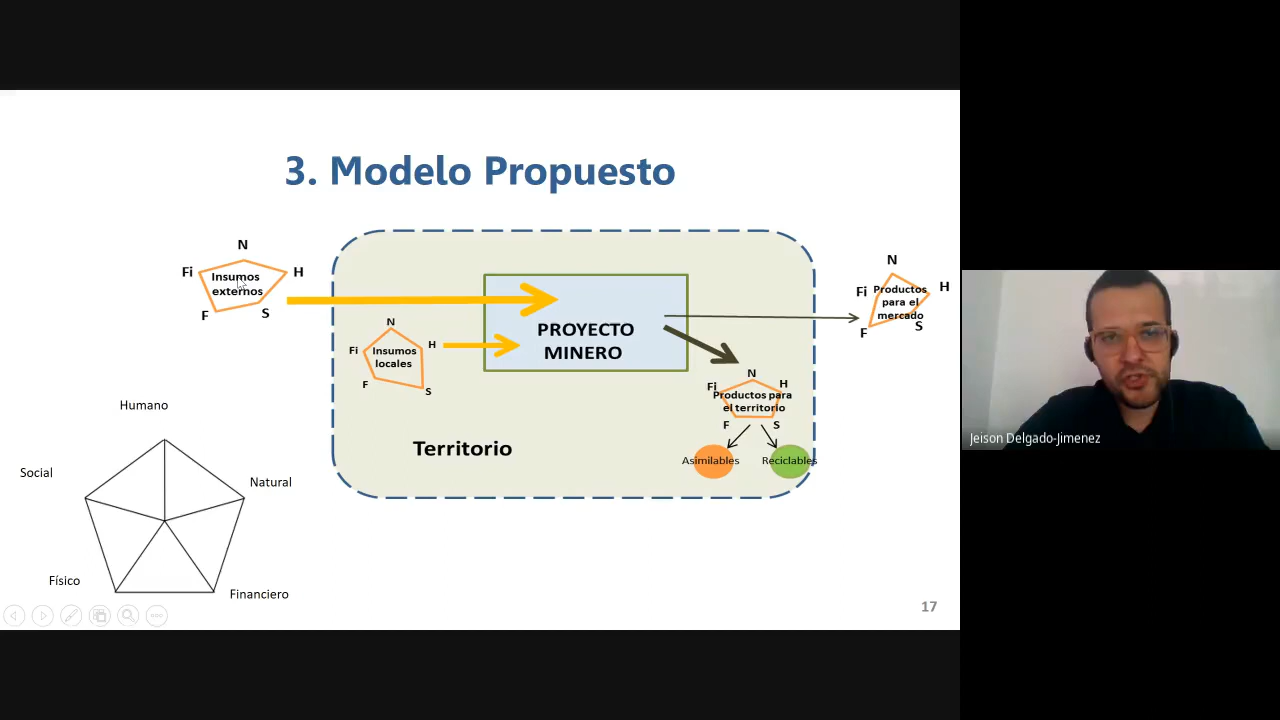 3. Modelo Propuesto
N
Fi
H
Insumos
externos
F
S
N
Fi
H
Insumos
locales
F
S
PROYECTO
MINERO
N
Fi
H
Productos
para el
mercado
F
S
N
Fi
H
Productos para
el territorio
F
S
Asimilables
Reciclables
Territorio
Humano
Social
Natural
Físico
Financiero
17
Jeison Delgado-Jimenez